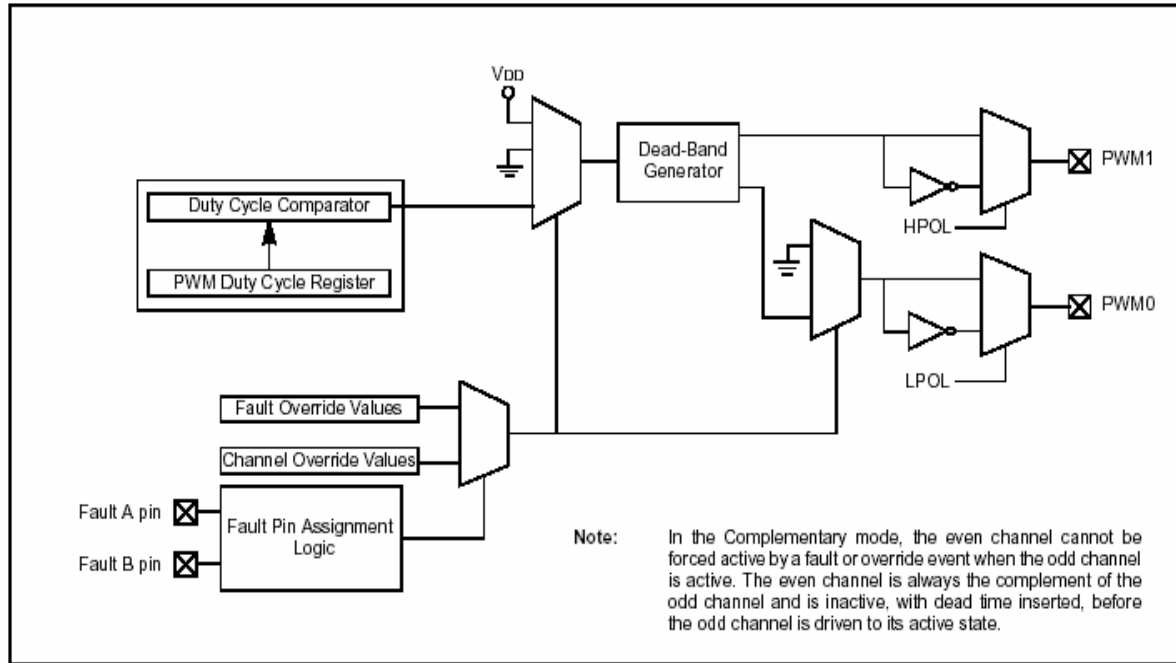 VDD
Dead-Band
Generator
PWM1
HPOL
Duty Cycle Comparator
PWM Duty Cycle Register
PWM0
LPOL
Fault Override Values
Channel Override Values
Fault A pin
Fault B pin
Fault Pin Assignment
Logic
Note: In the Complementary mode, the even channel cannot be
forced active by a fault or override event when the odd channel
is active. The even channel is always the complement of the
odd channel and is inactive, with dead time inserted, before
the odd channel is driven to its active state.